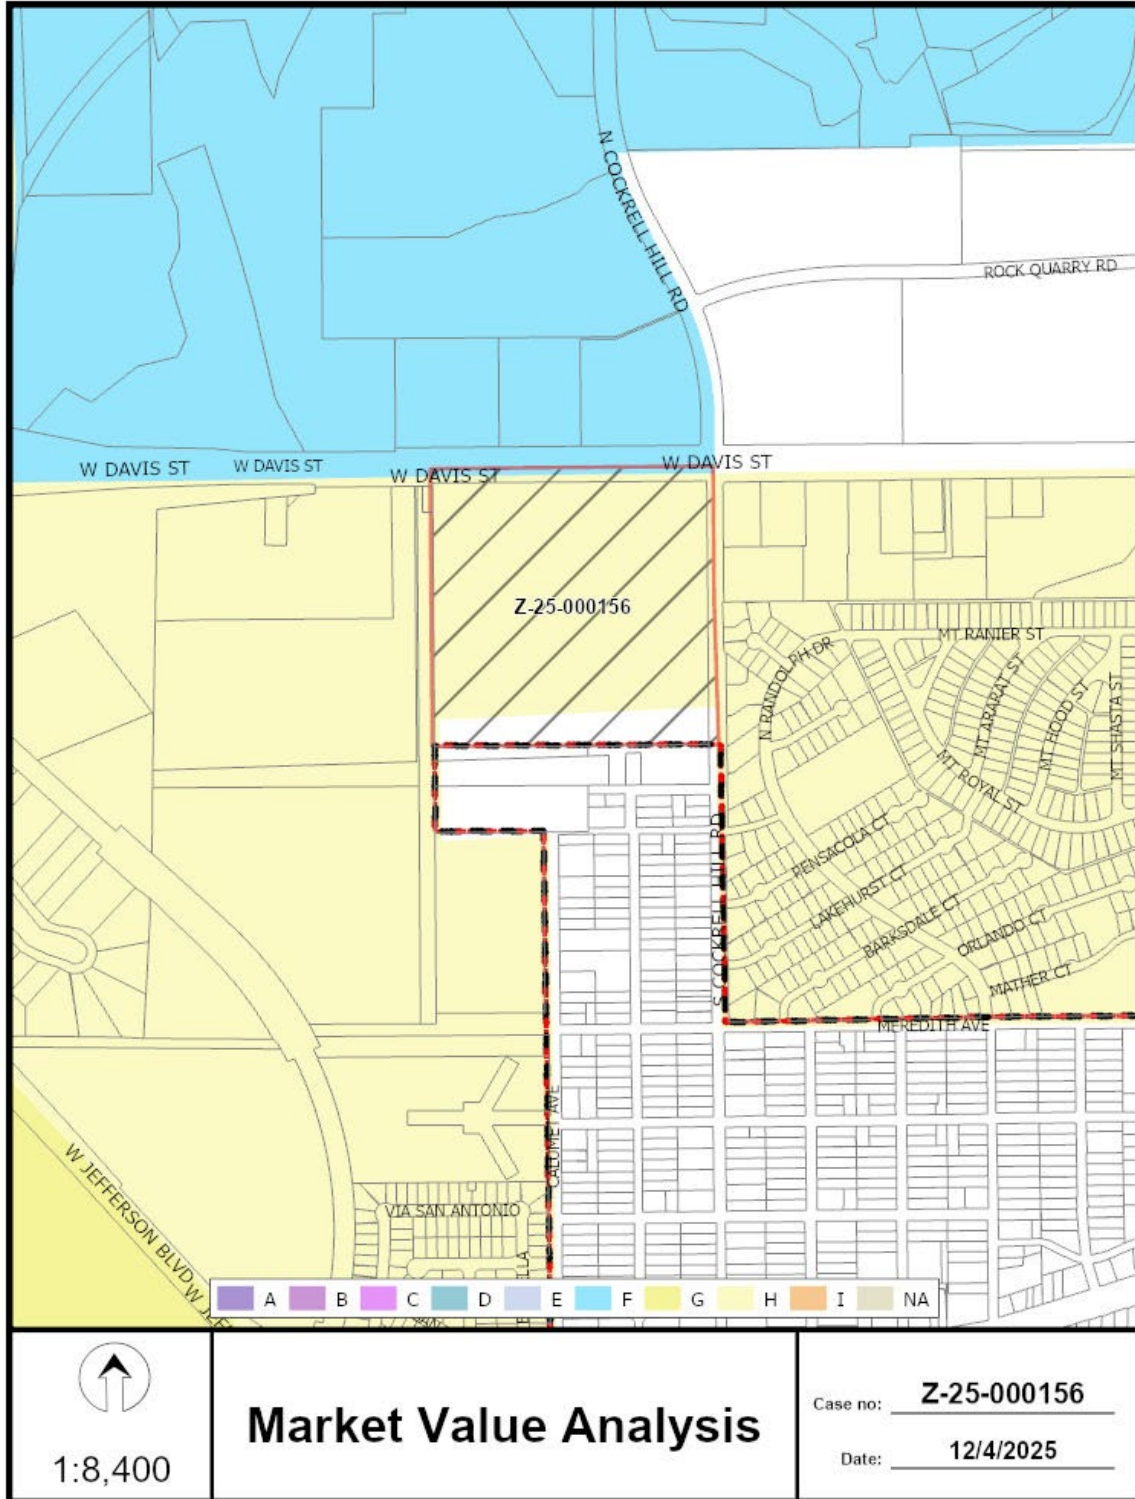 N COCKRELL HILL RD
ROCK QUARRY RD
W DAVIS ST
W DAVIS ST
W DAVIS ST
W DAVIS ST
Z-25-000156
MT RANIER ST
N RANDOLPH DR
MT ARARAT ST
MT HOOD ST
MT SHASTA ST
MT ROYAL ST
PENSACOLA CT
LAKEHURST CT
BARKSDALE CT
ORLANDO CT
MATHER CT
S COCKRELL HILL RD
MEREDITH AVE
CALUMET AVE
W JEFFERSON BLVD
VIA SAN ANTONIO
A B C D E F G H I NA
1:8,400
Market Value Analysis
Case no: Z-25-000156
Date: 12/4/2025